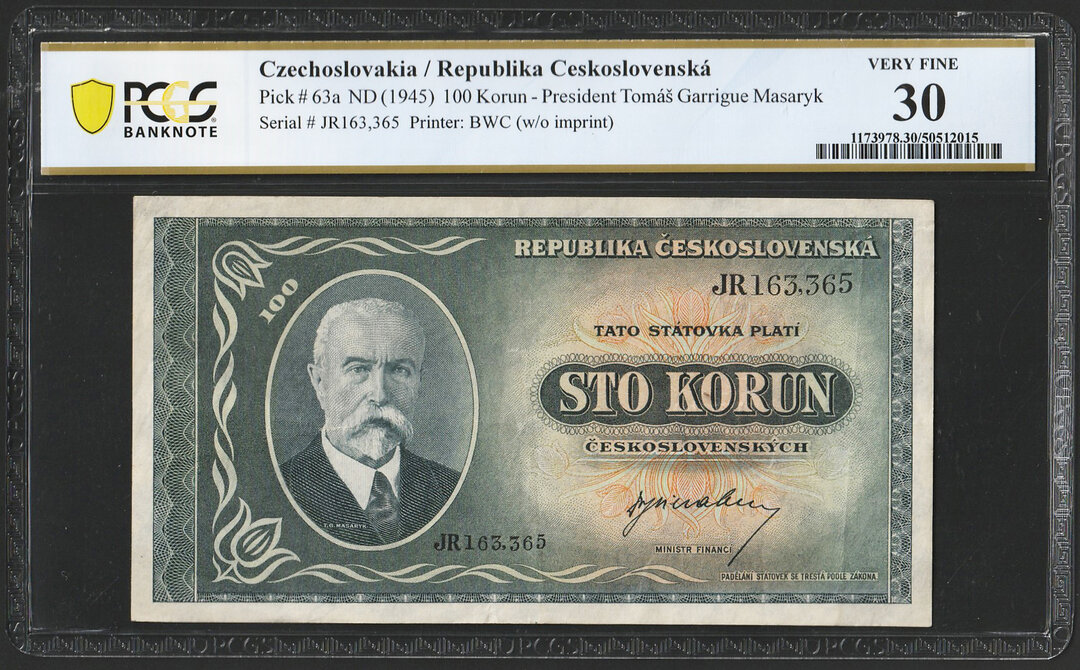 PCGS
BANKNOTE
Czechoslovakia / Republika Ceskoslovenská
Pick # 63a ND (1945) 100 Korun - President Tomáš Garrigue Masaryk
Serial # JR163,365 Printer: BWC (w/o imprint)
VERY FINE
30
1173978.30/50512015
REPUBLIKA ČESKOSLOVENSKÁ
JR163,365
100
TATO STÁTOVKA PLATÍ
STO KORUN
ČESKOSLOVENSKÝCH
T. G. MASARYK
JR163,365
MINISTR FINANCÍ
PADĚLÁNÍ STÁTOVEK SE TRESTÁ PODLE ZÁKONA.